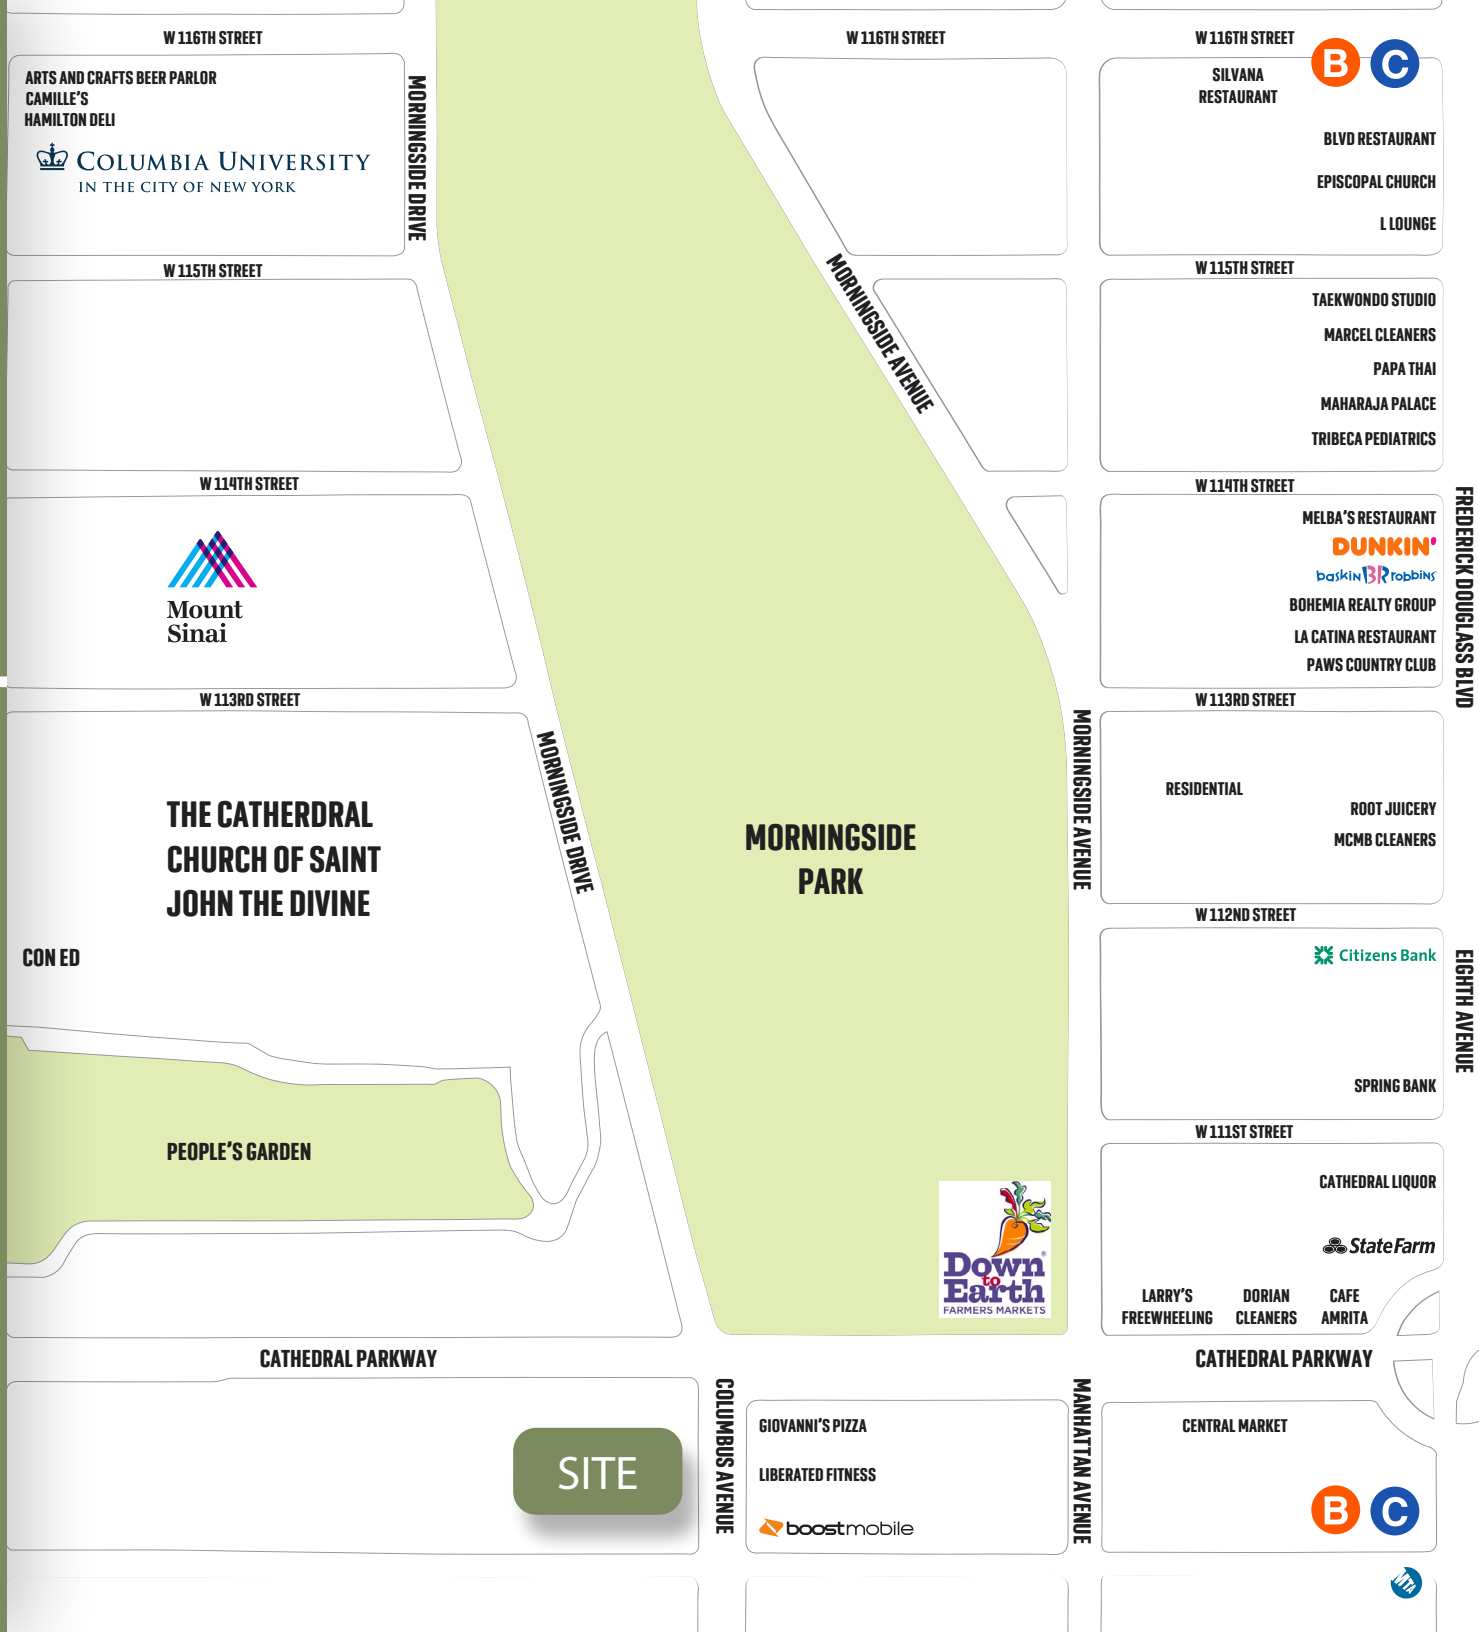 W 116TH STREET
W 116TH STREET
W 116TH STREET
B C
ARTS AND CRAFTS BEER PARLOR
CAMILLE'S
HAMILTON DELI
COLUMBIA UNIVERSITY
IN THE CITY OF NEW YORK
MORNINGSIDE DRIVE
SILVANA
RESTAURANT
BLVD RESTAURANT
EPISCOPAL CHURCH
L LOUNGE
W 115TH STREET
W 115TH STREET
MORNINGSIDE AVENUE
TAEKWONDO STUDIO
MARCEL CLEANERS
PAPA THAI
MAHARAJA PALACE
TRIBECA PEDIATRICS
W 114TH STREET
W 114TH STREET
Mount
Sinai
MELBA'S RESTAURANT
DUNKIN'
baskin BR robbins
BOHEMIA REALTY GROUP
LA CATINA RESTAURANT
PAWS COUNTRY CLUB
FREDERICK DOUGLASS BLVD
W 113RD STREET
W 113RD STREET
THE CATHERDRAL
CHURCH OF SAINT
JOHN THE DIVINE
CON ED
MORNINGSIDE DRIVE
MORNINGSIDE
PARK
MORNINGSIDE AVENUE
RESIDENTIAL
ROOT JUICERY
MCMB CLEANERS
W 112ND STREET
Citizens Bank
EIGHTH AVENUE
SPRING BANK
W 111ST STREET
PEOPLE'S GARDEN
Down
to
Earth®
FARMERS MARKETS
CATHEDRAL LIQUOR
State Farm
LARRY'S
FREEWHEELING
DORIAN
CLEANERS
CAFE
AMRITA
CATHEDRAL PARKWAY
CATHEDRAL PARKWAY
SITE
COLUMBUS AVENUE
GIOVANNI'S PIZZA
LIBERATED FITNESS
boostmobile
MANHATTAN AVENUE
CENTRAL MARKET
B C
MTA